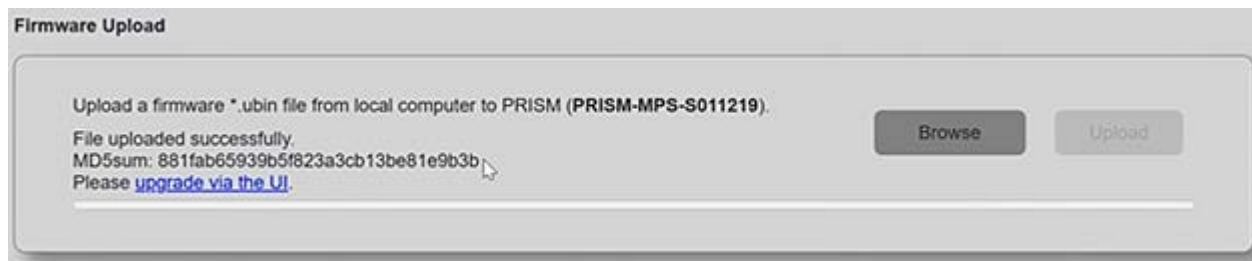 Firmware Upload
Upload a firmware *.ubin file from local computer to PRISM (PRISM-MPS-S011219).
File uploaded successfully.
MD5sum: 881fab65939b5f823a3cb13be81e9b3b
Please upgrade via the UI.
Browse
Upload